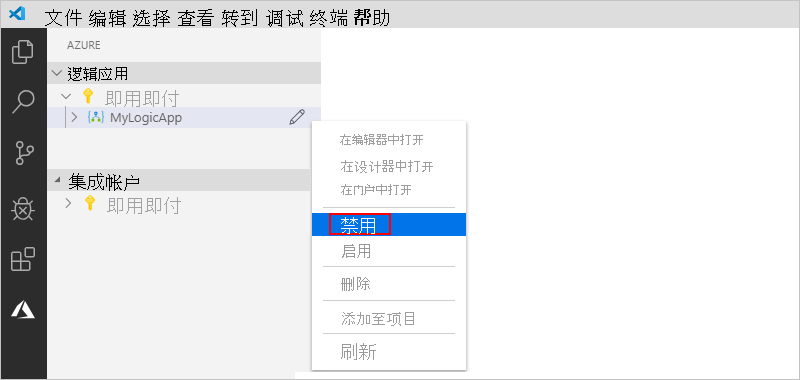 文件 编辑 选择 查看 转到 调试 终端 帮助
AZURE
逻辑应用
即用即付
MyLogicApp
集成帐户
即用即付
在编辑器中打开
在设计器中打开
在门户中打开
禁用
启用
删除
添加至项目
刷新